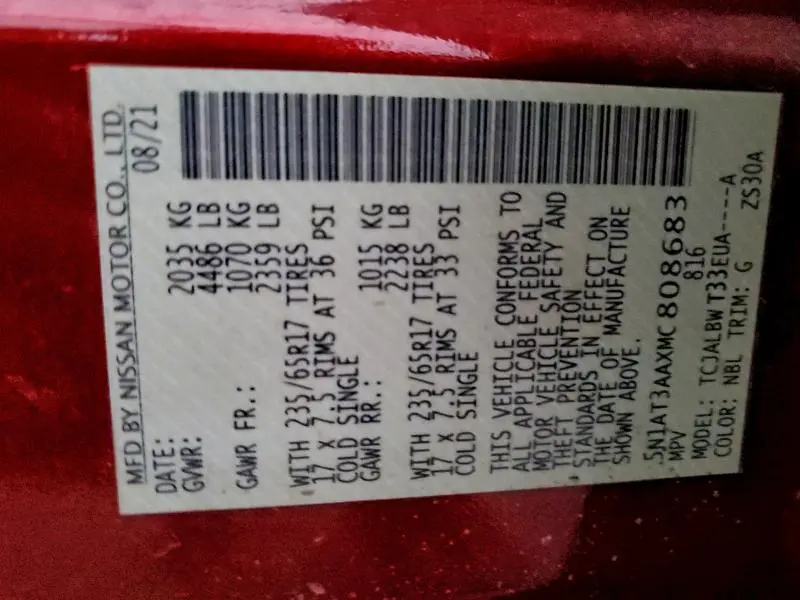 MFD BY NISSAN MOTOR CO., LTD.
DATE: 08/21
GVWR: 2035 KG
4486 LB
GAWR FR.: 1070 KG
2359 LB
WITH 235/65R17 TIRES
17 X 7.5 RIMS AT 36 PSI
COLD SINGLE
GAWR RR.: 1015 KG
2238 LB
WITH 235/65R17 TIRES
17 X 7.5 RIMS AT 33 PSI
COLD SINGLE
THIS VEHICLE CONFORMS TO
ALL APPLICABLE FEDERAL
MOTOR VEHICLE SAFETY AND
THEFT PREVENTION
STANDARDS IN EFFECT ON
THE DATE OF MANUFACTURE
SHOWN ABOVE.
5N1AT3AAXMC808683
MPV 816
MODEL: TCJALBWT33EUA----A
COLOR: NBL TRIM: G ZS30A